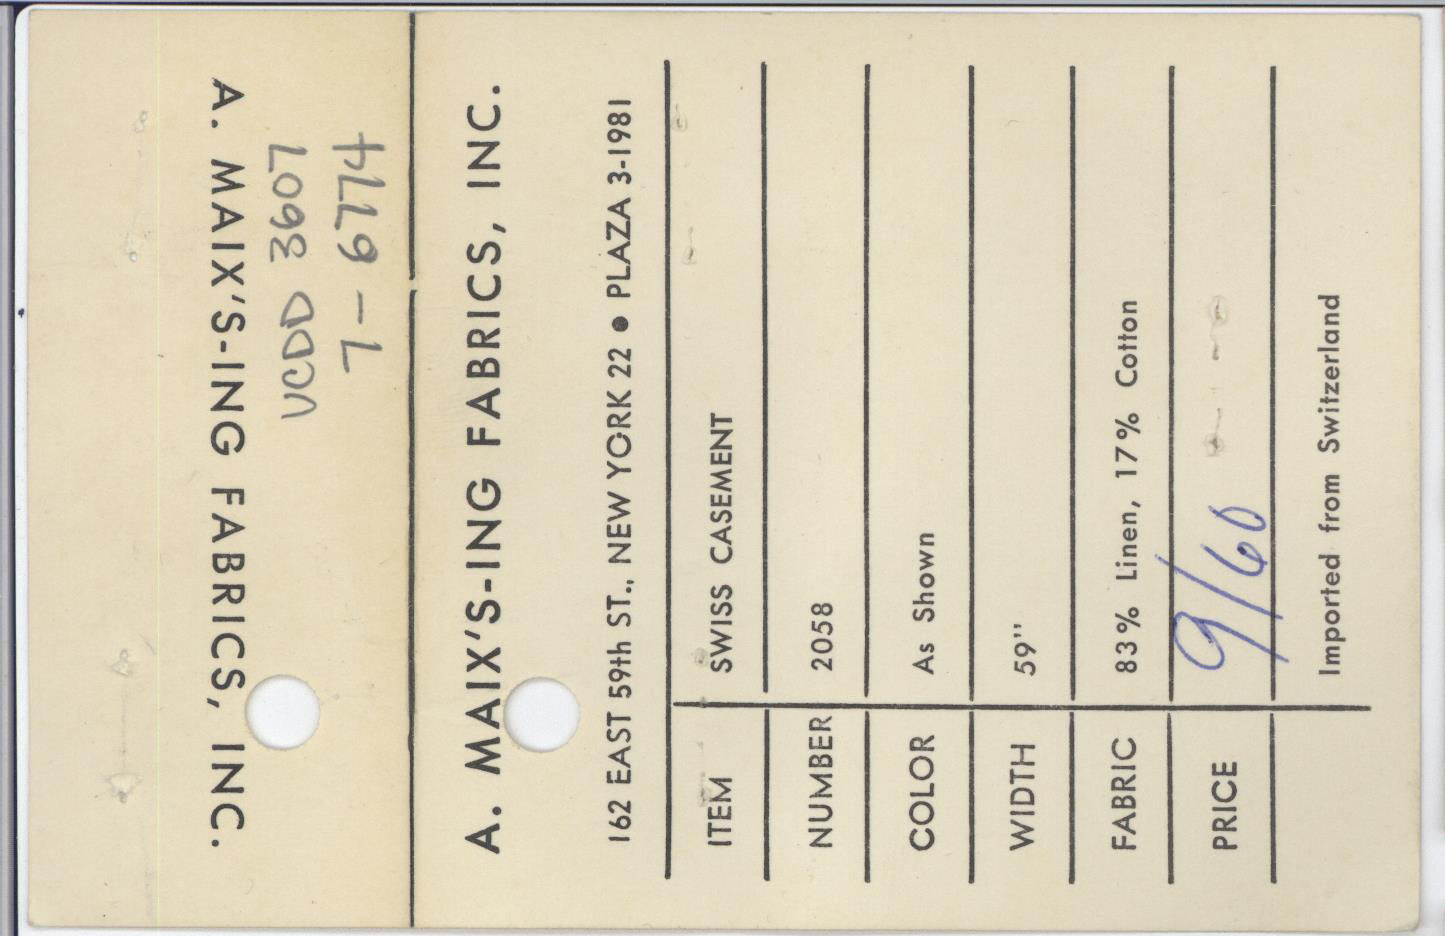 A. MAIX'S-ING FABRICS, INC.
3607
7-6774
A. MAIX'S-ING FABRICS, INC.
162 EAST 59th ST., NEW YORK 22 ● PLAZA 3-1981
ITEM SWISS CASEMENT
NUMBER 2058
COLOR As Shown
WIDTH 59"
FABRIC 83% Linen, 17% Cotton
PRICE 9/60
Imported from Switzerland